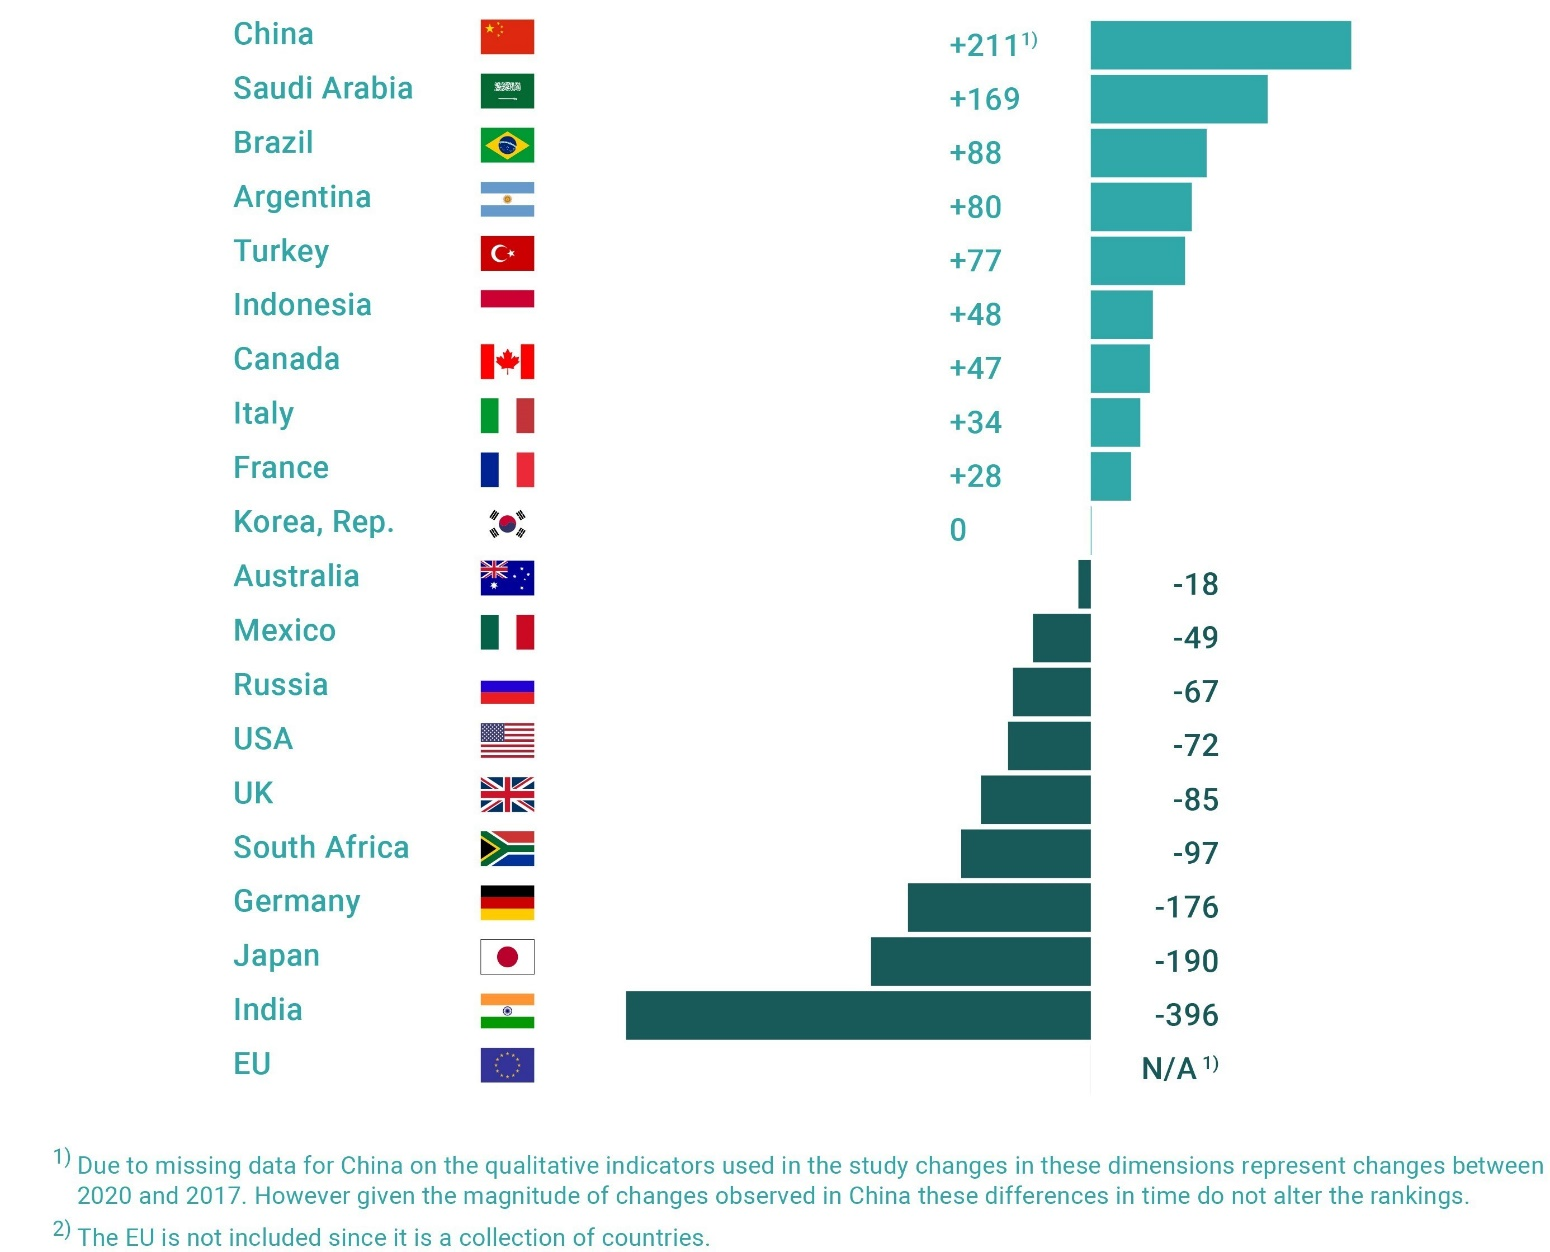 China +211¹⁾
Saudi Arabia +169
Brazil +88
Argentina +80
Turkey +77
Indonesia +48
Canada +47
Italy +34
France +28
Korea, Rep. 0
Australia -18
Mexico -49
Russia -67
USA -72
UK -85
South Africa -97
Germany -176
Japan -190
India -396
EU N/A ¹⁾
¹⁾ Due to missing data for China on the qualitative indicators used in the study changes in these dimensions represent changes between
2020 and 2017. However given the magnitude of changes observed in China these differences in time do not alter the rankings.
²⁾ The EU is not included since it is a collection of countries.